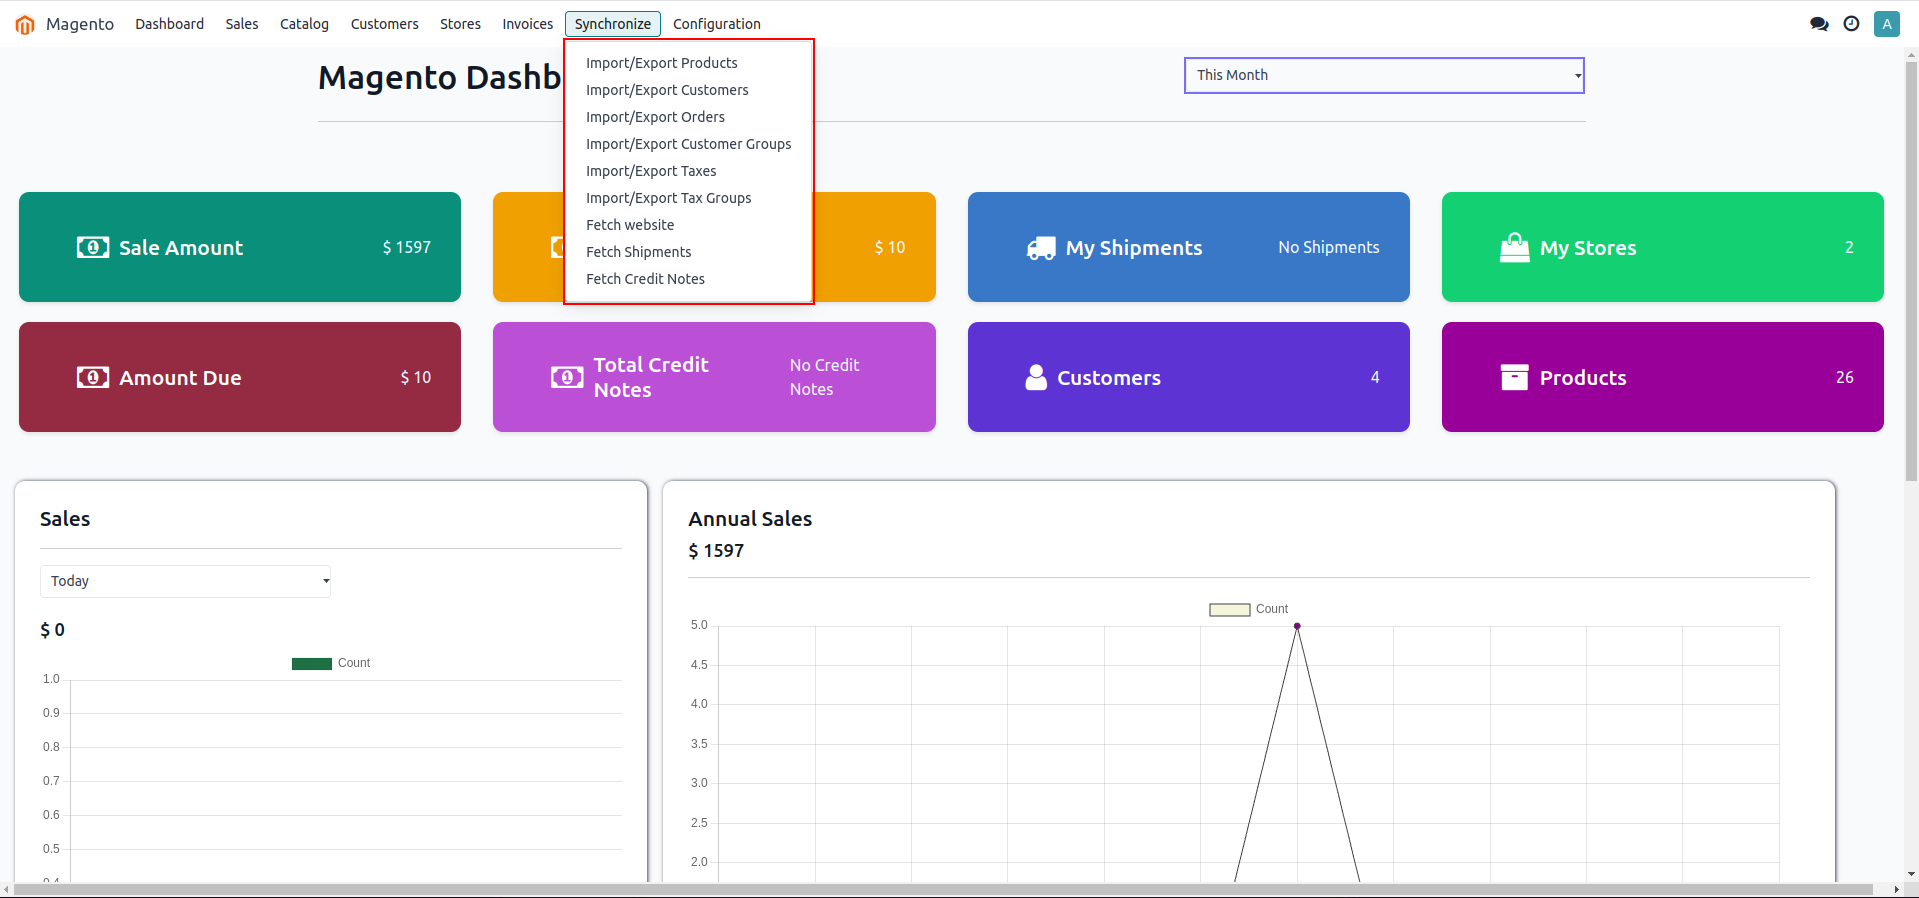 Magento Dashboard Sales Catalog Customers Stores Invoices Synchronize Configuration A
Import/Export Products
Import/Export Customers
Import/Export Orders
Import/Export Customer Groups
Import/Export Taxes
Import/Export Tax Groups
Fetch website
Fetch Shipments
Fetch Credit Notes
Magento Dashb
This Month
Sale Amount $ 1597
$ 10
My Shipments No Shipments
My Stores 2
Amount Due $ 10
Total Credit
Notes
No Credit
Notes
Customers 4
Products 26
Sales
Today
$ 0
Count
1.0
0.9
0.8
0.7
0.6
0.5
Annual Sales
$ 1597
Count
5.0
4.5
4.0
3.5
3.0
2.5
2.0